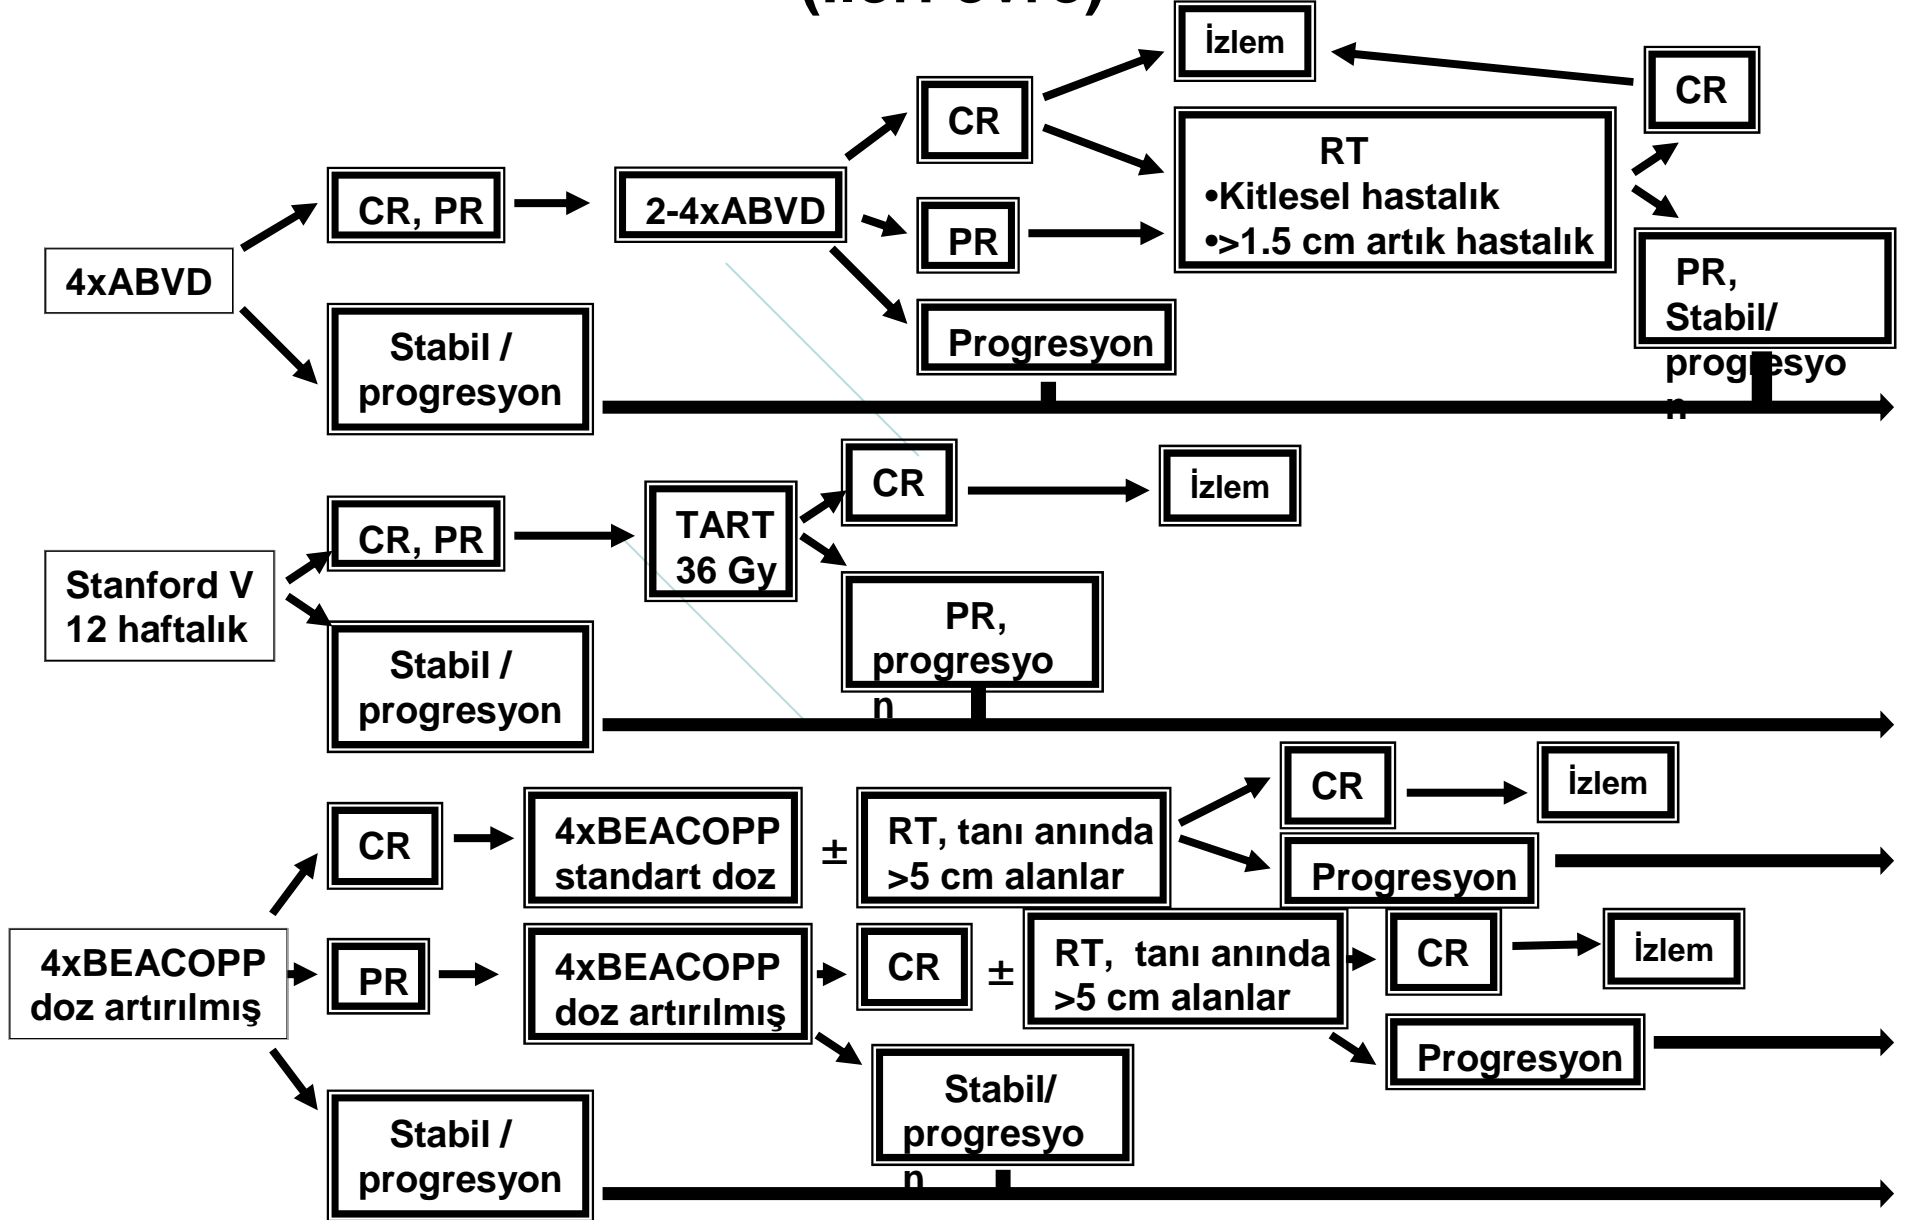 İzlem
CR
CR
RT
•Kitlesel hastalık
•>1.5 cm artık hastalık
CR, PR
2-4xABVD
PR
4xABVD
PR,
Stabil/
progresyo
n
Stabil /
progresyon
Progresyon
CR
İzlem
CR, PR
TART
36 Gy
Stanford V
12 haftalık
PR,
progresyo
n
Stabil /
progresyon
CR
İzlem
CR
4xBEACOPP
standart doz
±
RT, tanı anında
>5 cm alanlar
Progresyon
4xBEACOPP
doz artırılmış
PR
4xBEACOPP
doz artırılmış
CR
±
RT, tanı anında
>5 cm alanlar
CR
İzlem
Progresyon
Stabil/
progresyo
n
Stabil /
progresyon